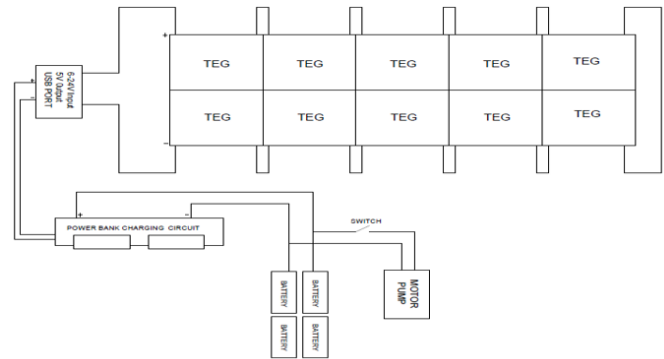 +
TEG TEG TEG TEG TEG
TEG TEG TEG TEG TEG
-
6-24V Input
5V Output
USB PORT
+
-
+ -
POWER BANK CHARGING CIRCUIT
SWITCH
BATTERY BATTERY
BATTERY BATTERY
MOTOR
PUMP